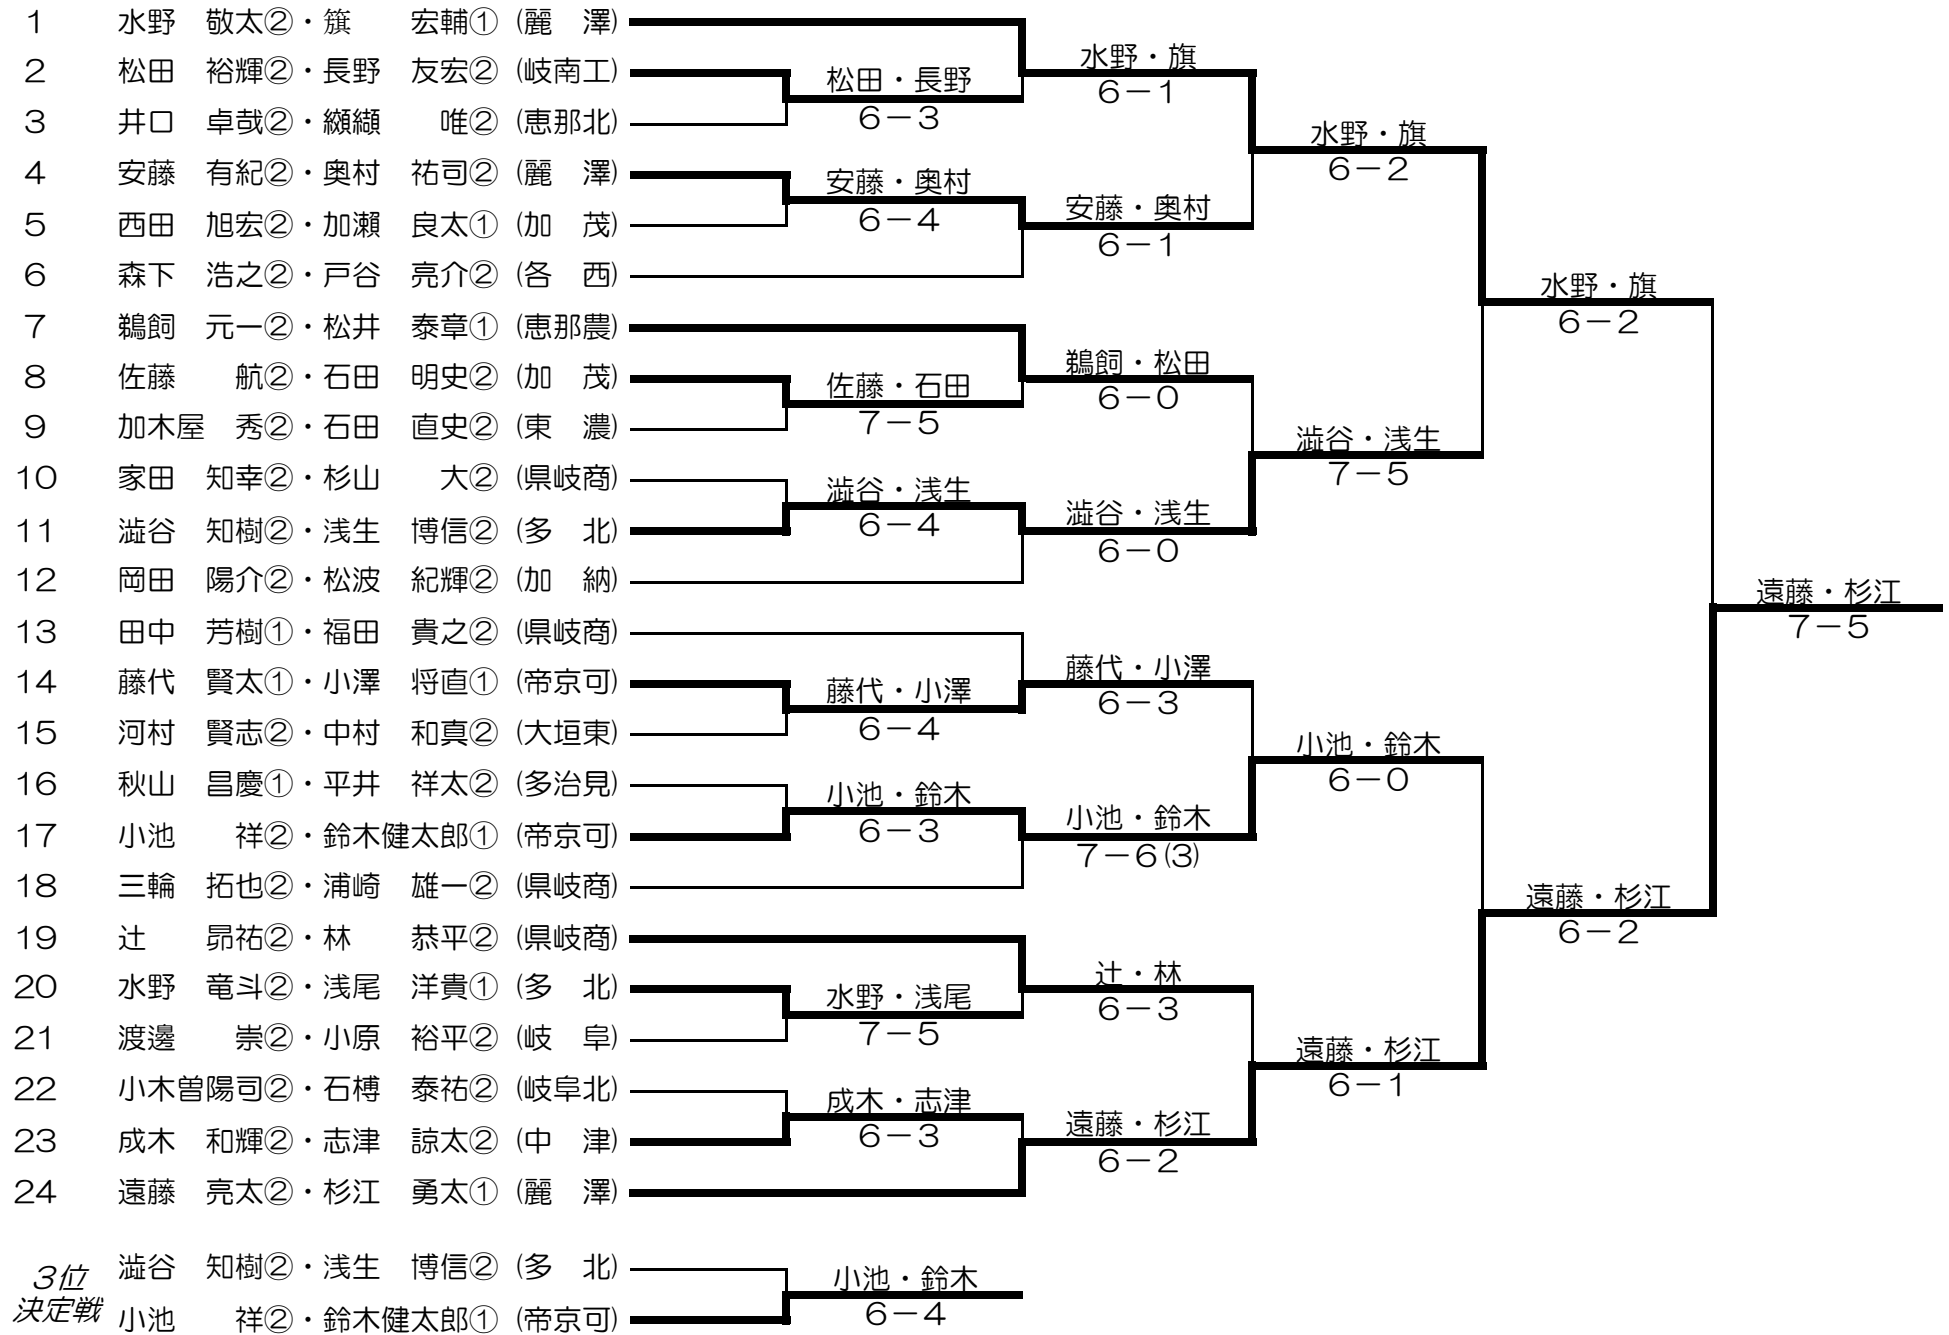 1 水野 敬太②・籏 宏輔① (麗 澤)
2 松田 裕輝②・長野 友宏② (岐南工)
3 井口 卓哉②・纐纈 唯② (恵那北)
4 安藤 有紀②・奥村 祐司② (麗 澤)
5 西田 旭宏②・加瀬 良太① (加 茂)
6 森下 浩之②・戸谷 亮介② (各 西)
7 鵜飼 元一②・松井 泰章① (恵那農)
8 佐藤 航②・石田 明史② (加 茂)
9 加木屋 秀②・石田 直史② (東 濃)
10 家田 知幸②・杉山 大② (県岐商)
11 澁谷 知樹②・浅生 博信② (多 北)
12 岡田 陽介②・松波 紀輝② (加 納)
13 田中 芳樹①・福田 貴之② (県岐商)
14 藤代 賢太①・小澤 将直① (帝京可)
15 河村 賢志②・中村 和真② (大垣東)
16 秋山 昌慶①・平井 祥太② (多治見)
17 小池 祥②・鈴木健太郎① (帝京可)
18 三輪 拓也②・浦崎 雄一② (県岐商)
19 辻 昴祐②・林 恭平② (県岐商)
20 水野 竜斗②・浅尾 洋貴① (多 北)
21 渡邊 崇②・小原 裕平② (岐 阜)
22 小木曽陽司②・石榑 泰祐② (岐阜北)
23 成木 和輝②・志津 諒太② (中 津)
24 遠藤 亮太②・杉江 勇太① (麗 澤)
松田・長野
6－3
安藤・奥村
6－4
佐藤・石田
7－5
澁谷・浅生
6－4
藤代・小澤
6－4
小池・鈴木
6－3
水野・浅尾
7－5
成木・志津
6－3
水野・旗
6－1
安藤・奥村
6－1
鵜飼・松田
6－0
澁谷・浅生
6－0
藤代・小澤
6－3
小池・鈴木
7－6(3)
辻・林
6－3
遠藤・杉江
6－2
水野・旗
6－2
澁谷・浅生
7－5
小池・鈴木
6－0
遠藤・杉江
6－1
水野・旗
6－2
遠藤・杉江
6－2
遠藤・杉江
7－5
3位
決定戦
澁谷 知樹②・浅生 博信② (多 北)
小池 祥②・鈴木健太郎① (帝京可)
小池・鈴木
6－4